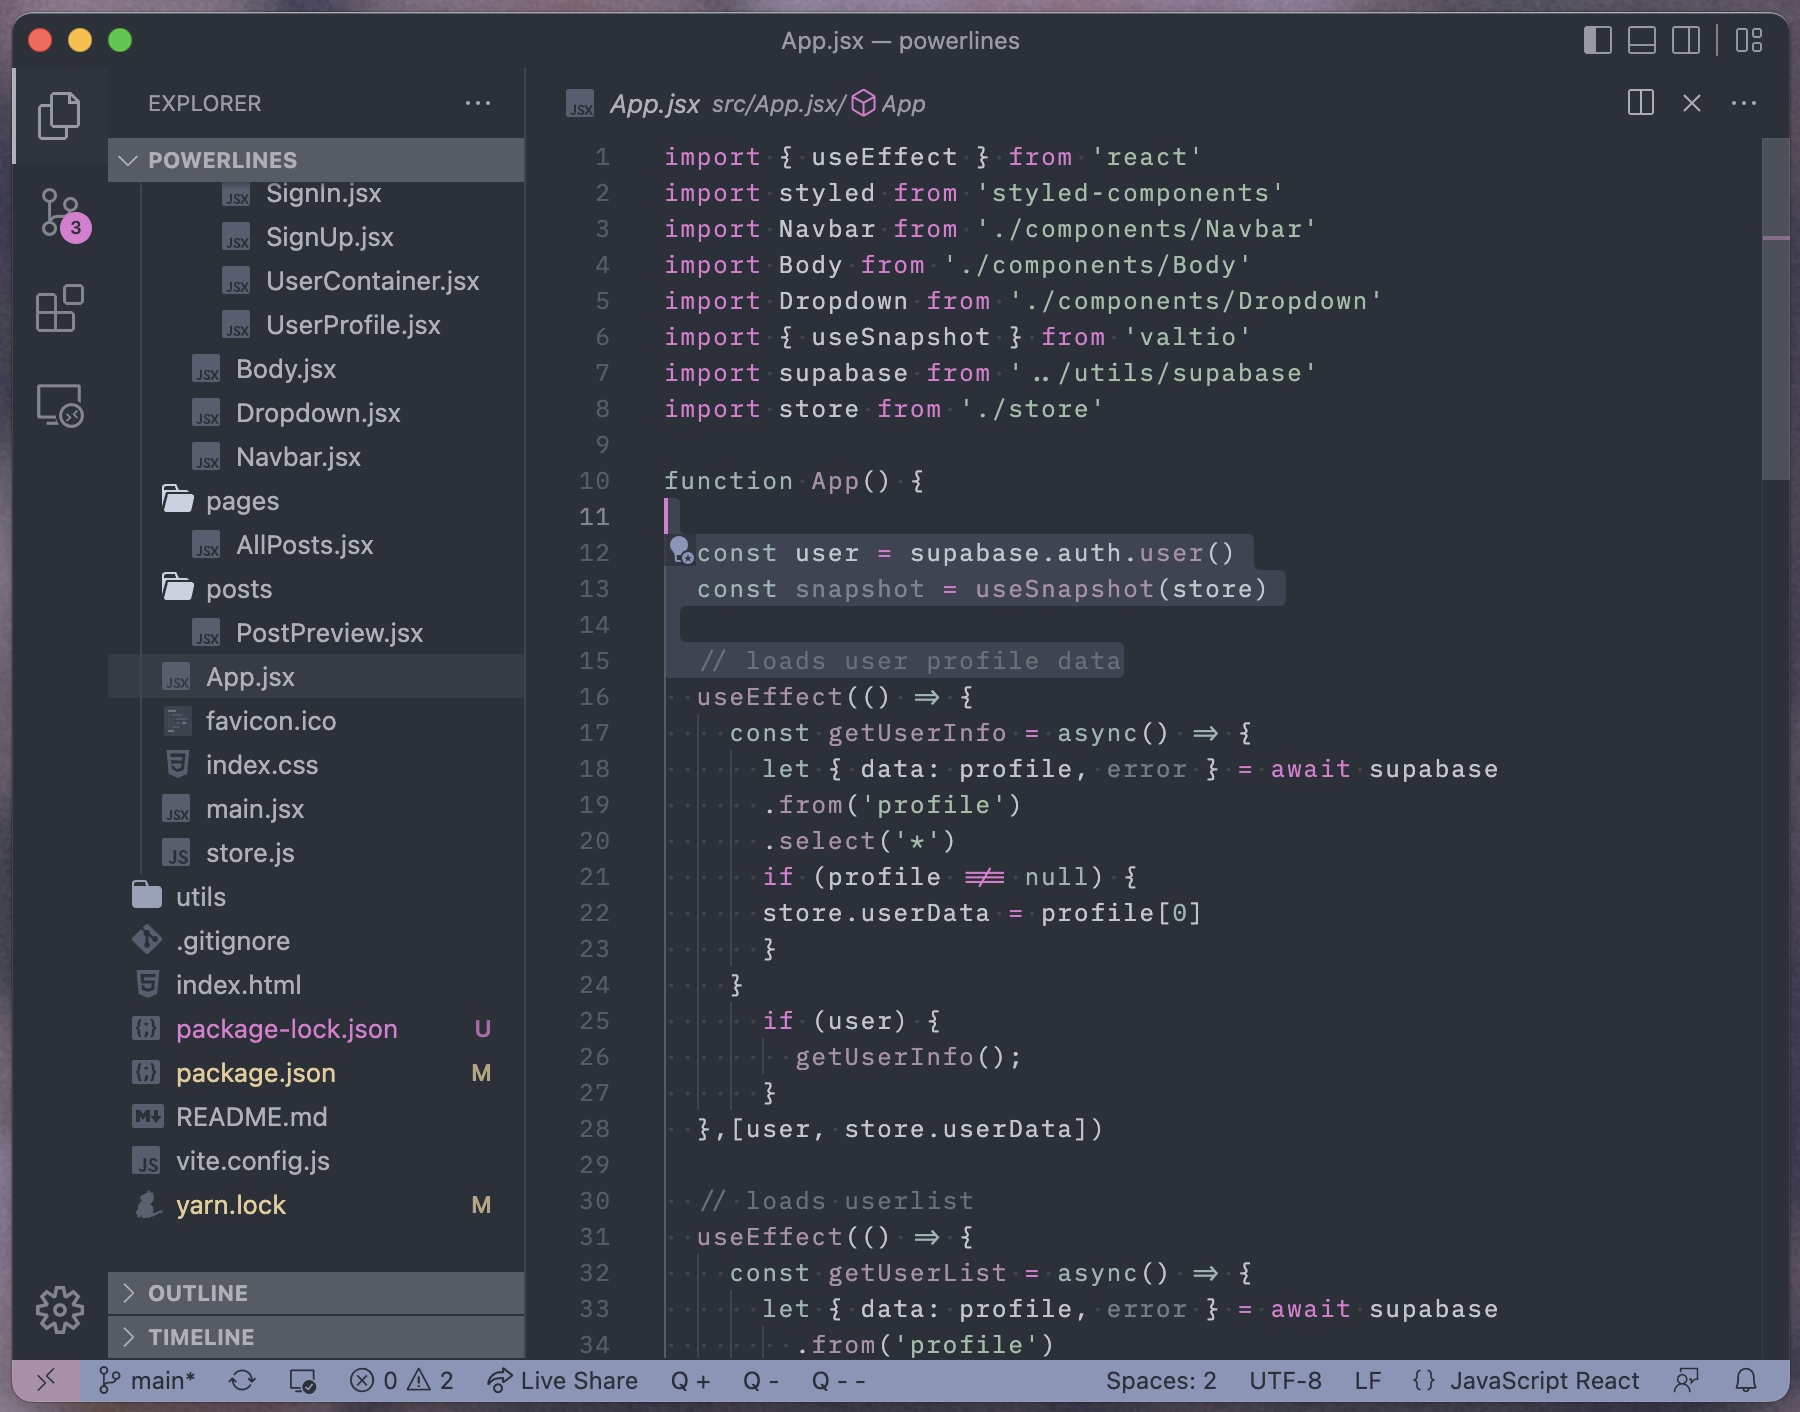 App.jsx — powerlines
EXPLORER
POWERLINES
SignIn.jsx
SignUp.jsx
UserContainer.jsx
UserProfile.jsx
Body.jsx
Dropdown.jsx
Navbar.jsx
pages
AllPosts.jsx
posts
PostPreview.jsx
App.jsx
favicon.ico
index.css
main.jsx
store.js
utils
.gitignore
index.html
package-lock.json U
package.json M
README.md
vite.config.js
yarn.lock M
OUTLINE
TIMELINE
3
App.jsx src/App.jsx/ App
1 import { useEffect } from 'react'
2 import styled from 'styled-components'
3 import Navbar from './components/Navbar'
4 import Body from './components/Body'
5 import Dropdown from './components/Dropdown'
6 import { useSnapshot } from 'valtio'
7 import supabase from '../utils/supabase'
8 import store from './store'
9
10 function App() {
11
12 const user = supabase.auth.user()
13 const snapshot = useSnapshot(store)
14
15 // loads user profile data
16 useEffect(() => {
17 const getUserInfo = async() => {
18 let { data: profile, error } = await supabase
19 .from('profile')
20 .select('*')
21 if (profile !== null) {
22 store.userData = profile[0]
23 }
24 }
25 if (user) {
26 getUserInfo();
27 }
28 },[user, store.userData])
29
30 // loads userlist
31 useEffect(() => {
32 const getUserList = async() => {
33 let { data: profile, error } = await supabase
34 .from('profile')
main* 0 2 Live Share Q + Q - Q - - Spaces: 2 UTF-8 LF {} JavaScript React